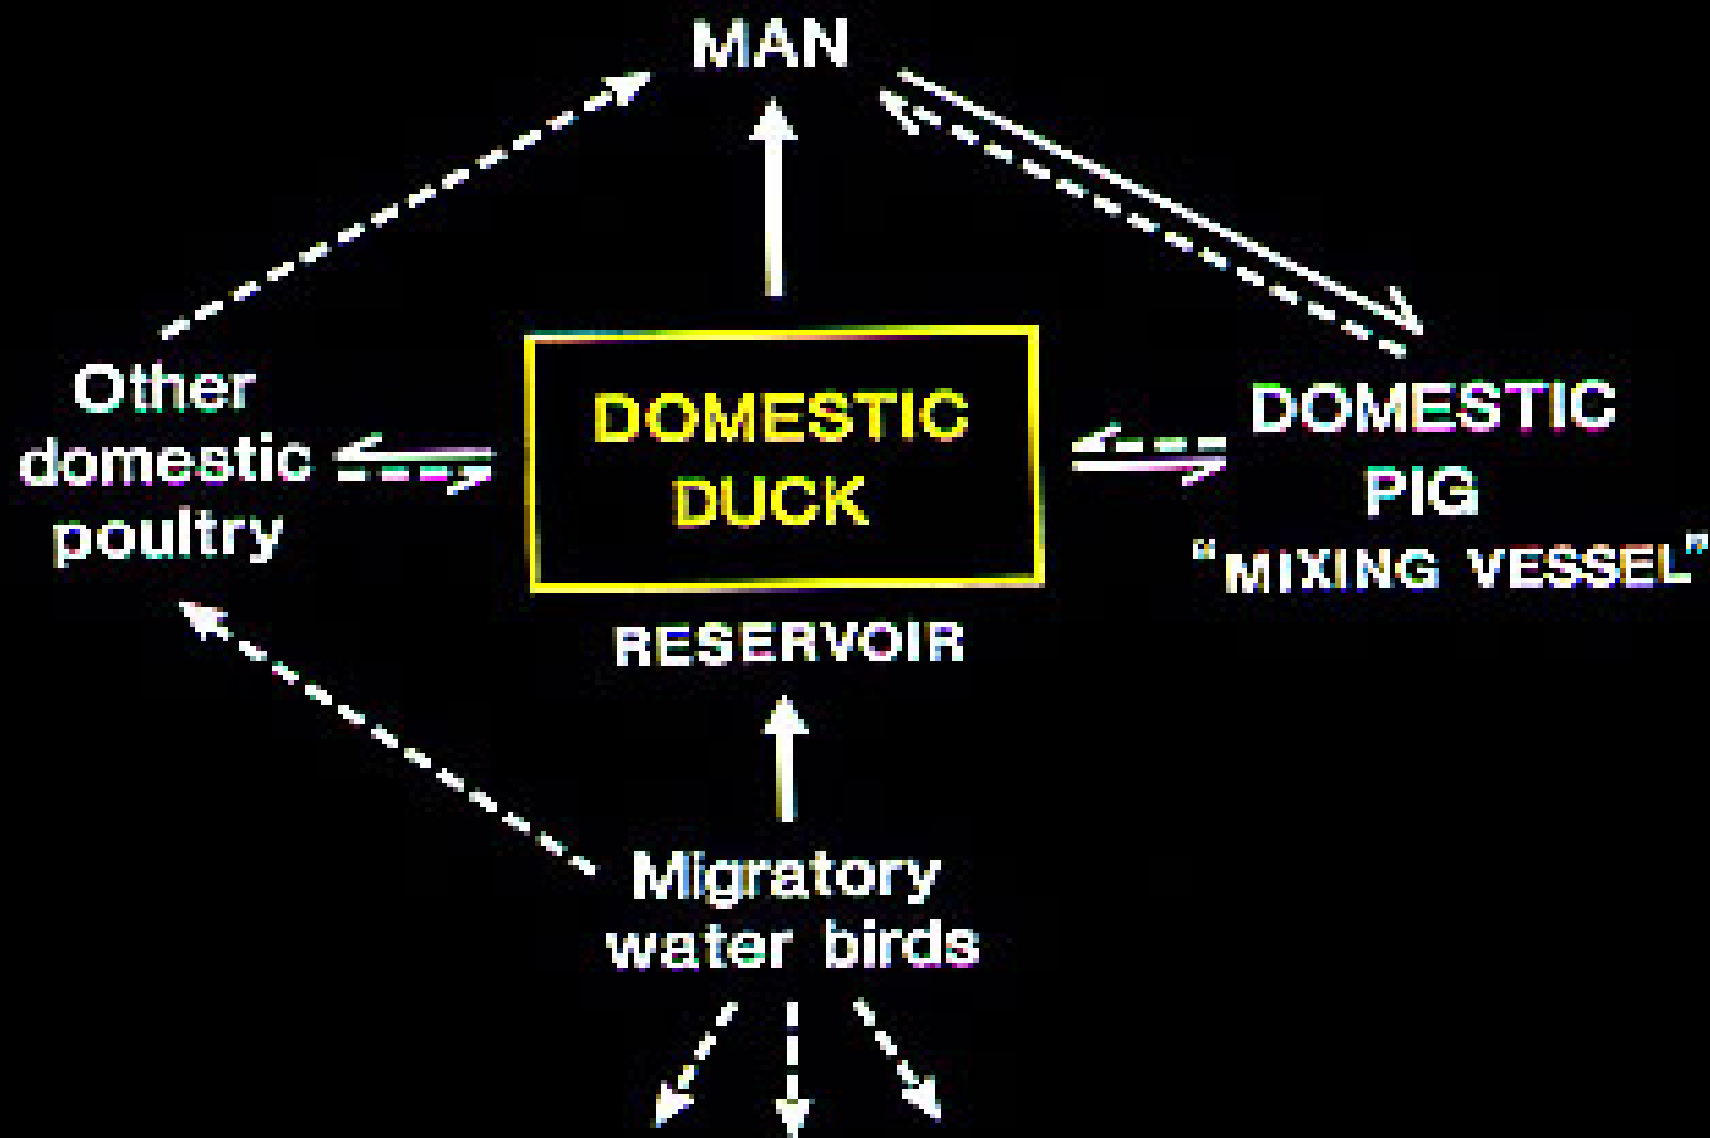 MAN
Other
domestic
poultry
DOMESTIC
DUCK
RESERVOIR
DOMESTIC
PIG
“MIXING VESSEL”
Migratory
water birds